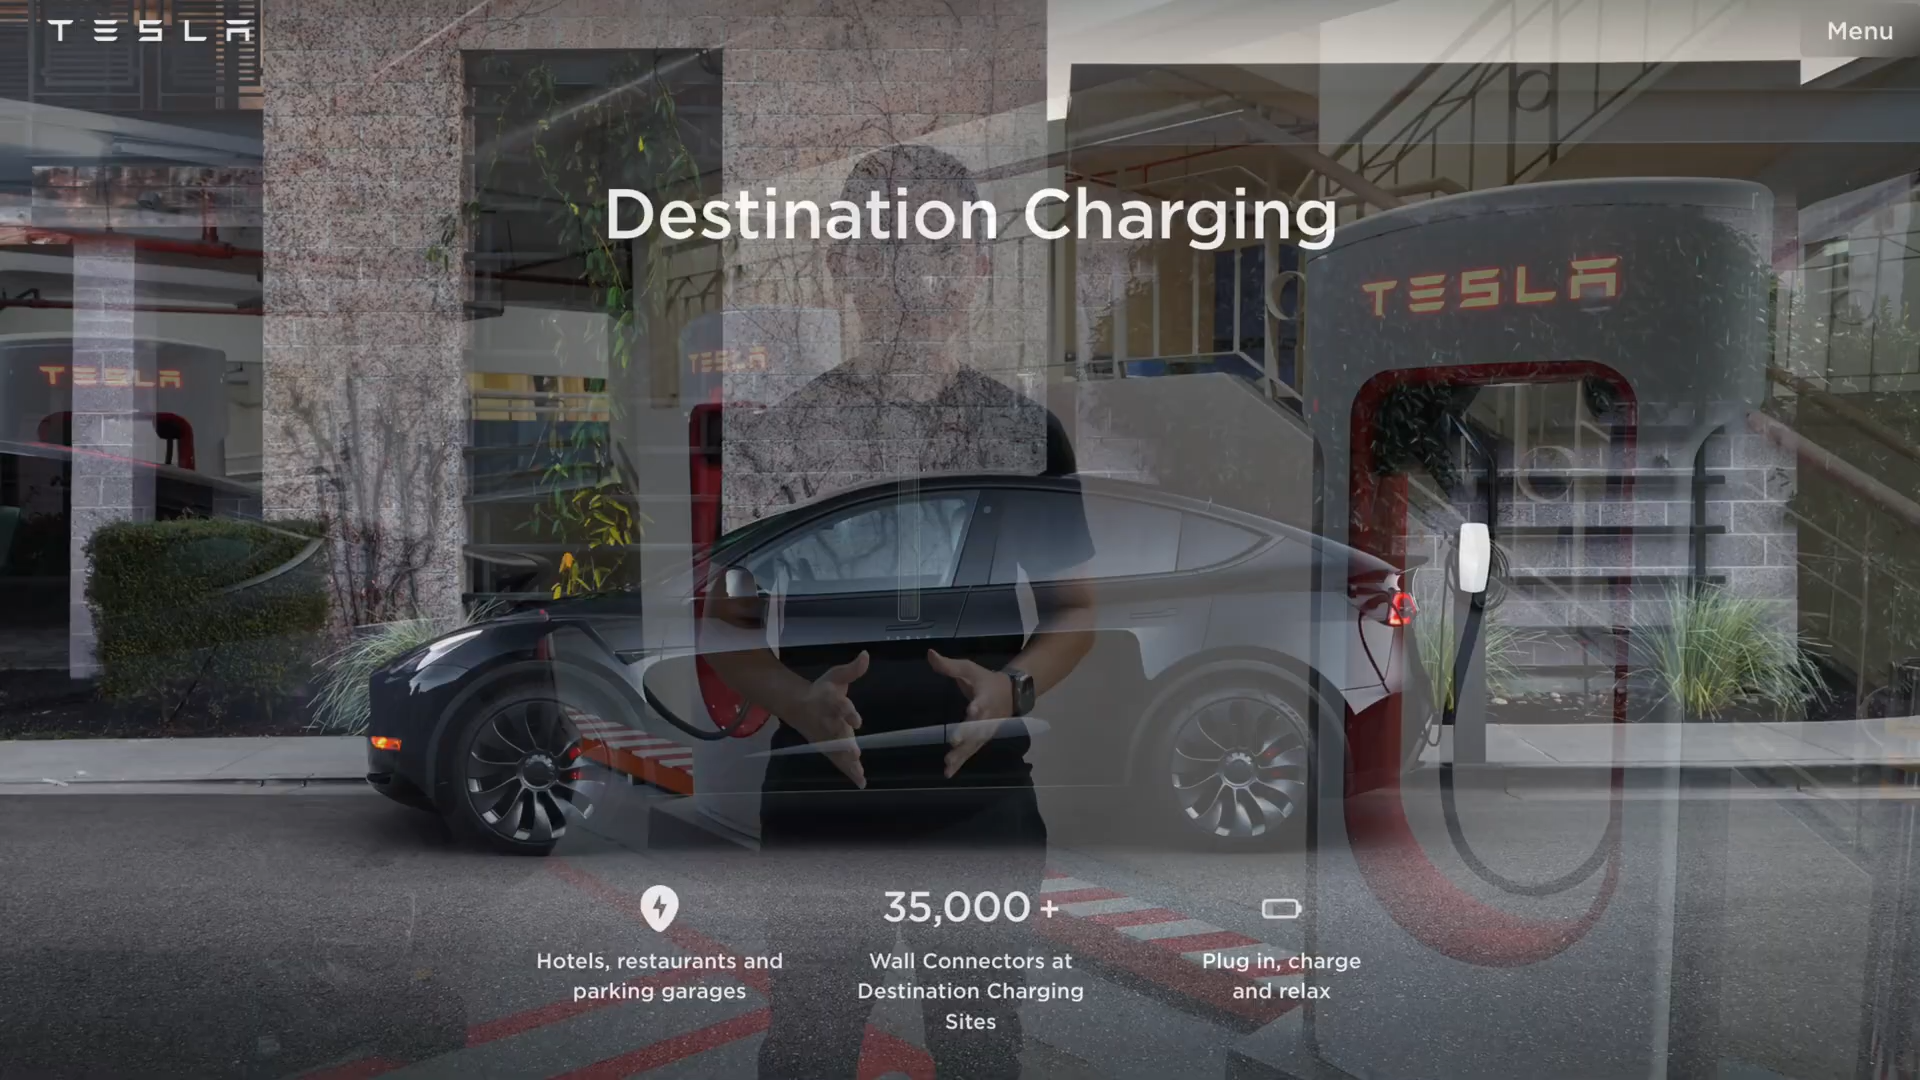 TESLA
Menu
Destination Charging
TESLA
TESLA
TESLA
35,000 +
Hotels, restaurants and
parking garages
Wall Connectors at
Destination Charging
Sites
Plug in, charge
and relax